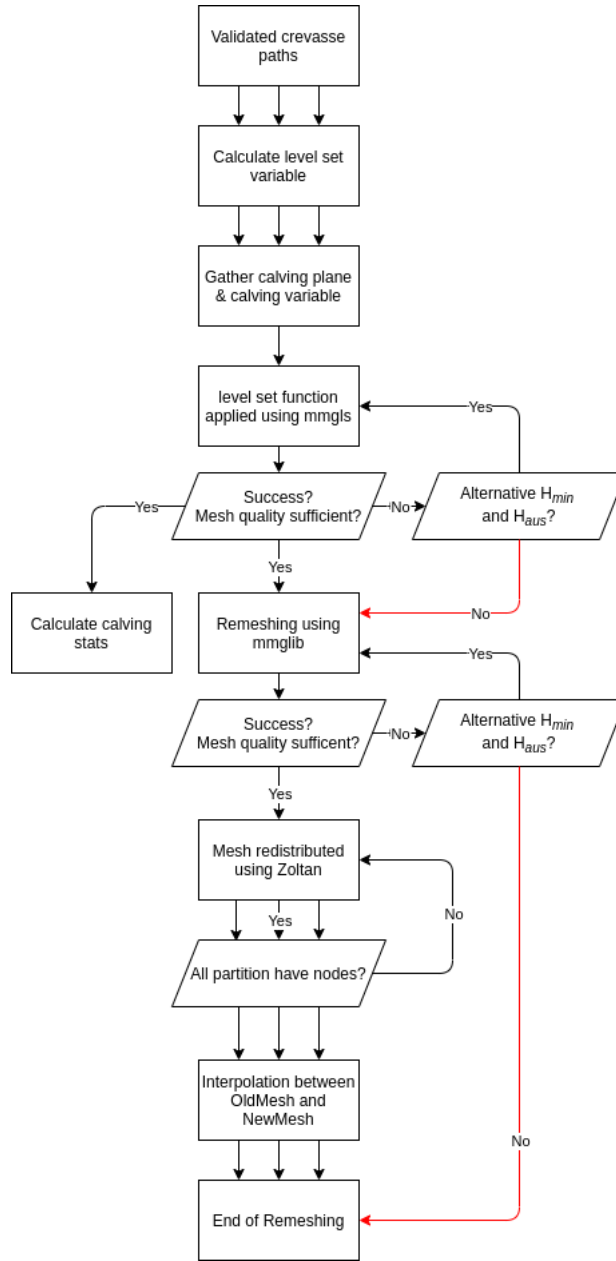 Validated crevasse
paths
Calculate level set
variable
Gather calving plane
& calving variable
level set function
applied using mmgls
Yes
Success?
Mesh quality sufficient?
No
Alternative Hmin
and Haus?
Yes
Yes
No
Calculate calving
stats
Remeshing using
mmglib
Yes
Success?
Mesh quality sufficent?
No
Alternative Hmin
and Haus?
Yes
Mesh redistributed
using Zoltan
No
Yes
All partition have nodes?
Interpolation between
OldMesh and
NewMesh
No
End of Remeshing